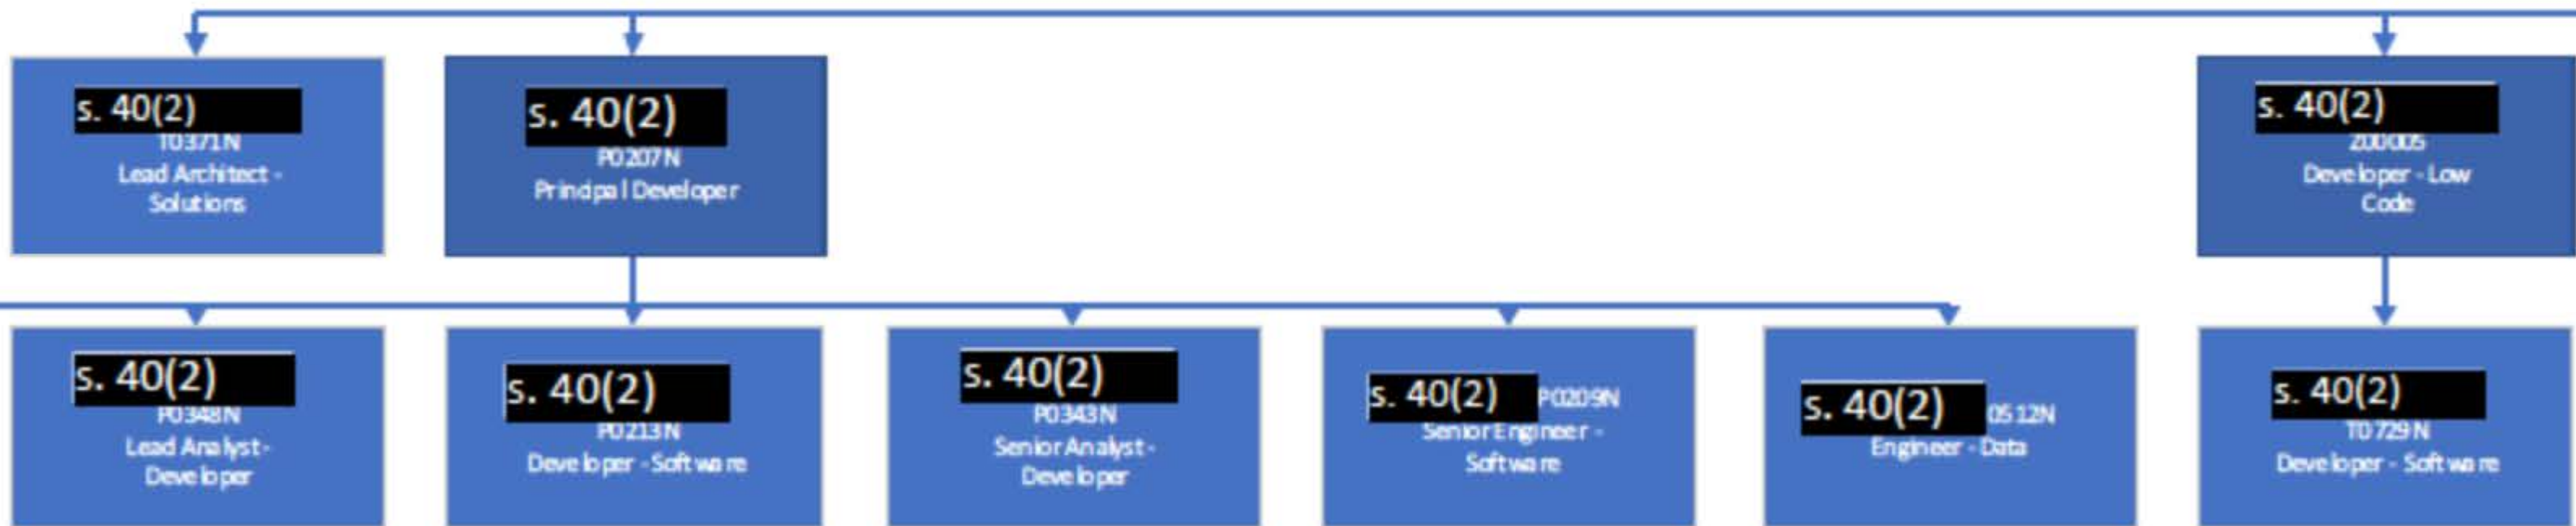 s. 40(2)
T0371N
Lead Architect -
Solutions
s. 40(2)
P0207N
Principal Developer
s. 40(2)
Z00005
Developer - Low
Code
s. 40(2)
P0348N
Lead Analyst -
Developer
s. 40(2)
P0213N
Developer - Software
s. 40(2)
P0343N
Senior Analyst -
Developer
s. 40(2) P0209N
Senior Engineer -
Software
s. 40(2) 0512N
Engineer - Data
s. 40(2)
T0729N
Developer - Software